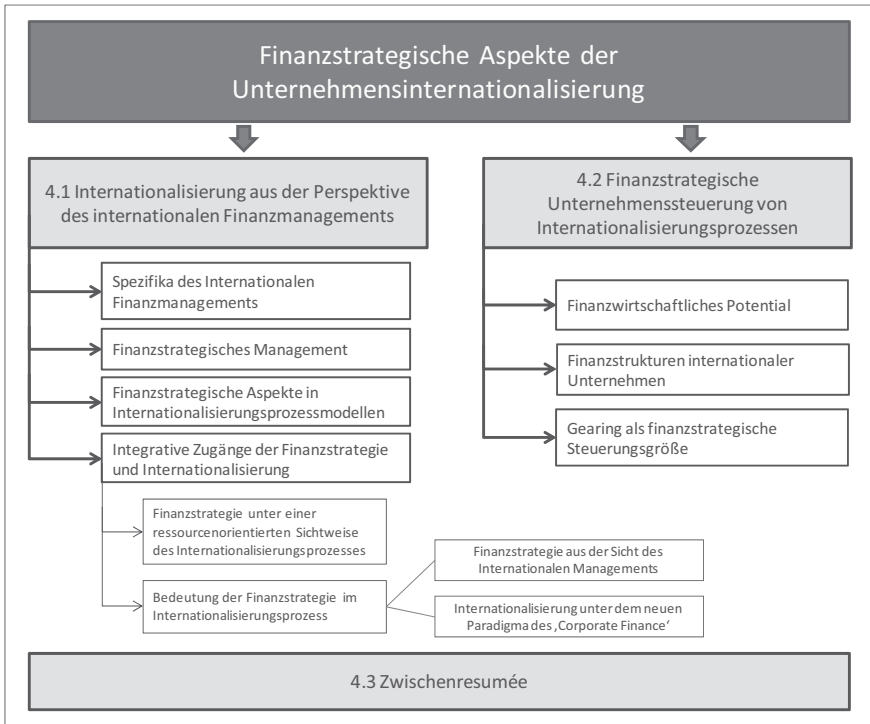 Finanzstrategische Aspekte der
Unternehmensinternationalisierung
4.1 Internationalisierung aus der Perspektive
des internationalen Finanzmanagements
Spezifika des Internationalen
Finanzmanagements
Finanzstrategisches Management
Finanzstrategische Aspekte in
Internationalisierungsprozessmodellen
Integrative Zugänge der Finanzstrategie
und Internationalisierung
Finanzstrategie unter einer
ressourcenorientierten Sichtweise
des Internationalisierungsprozesses
Bedeutung der Finanzstrategie im
Internationalisierungsprozess
Finanzstrategie aus der Sicht des
Internationalen Managements
Internationalisierung unter dem neuen
Paradigma des ‚Corporate Finance‘
4.2 Finanzstrategische
Unternehmenssteuerung von
Internationalisierungsprozessen
Finanzwirtschaftliches Potential
Finanzstrukturen internationaler
Unternehmen
Gearing als finanzstrategische
Steuerungsgröße
4.3 Zwischenresumée